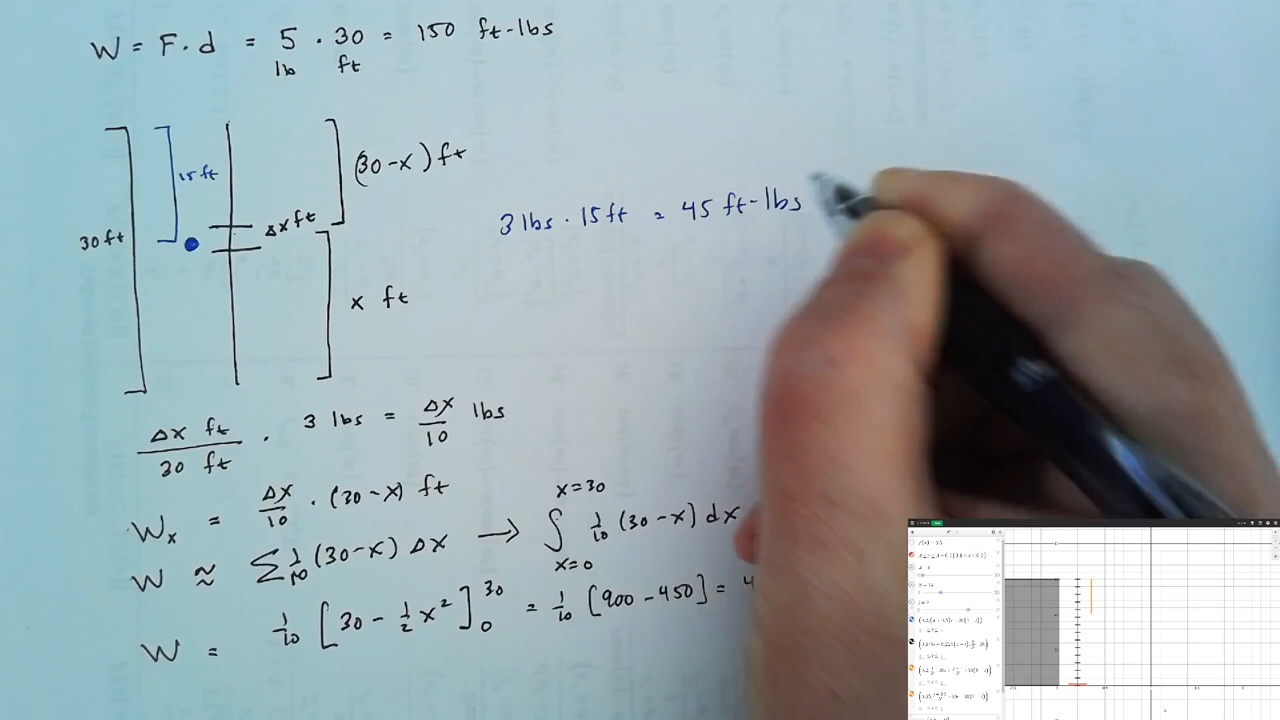 W = F · d = 5 · 30 = 150 ft-lbs
lb ft
(30-x) ft
15 ft
Δx ft
30 ft
x ft
3 lbs · 15 ft = 45 ft-lbs
Δx ft / 30 ft · 3 lbs = Δx/10 lbs
Wx = Δx/10 · (30-x) ft
W ≈ Σ 1/10 (30-x) Δx → ∫ x=0 x=30 1/10 (30-x) dx
W = 1/10 [30 - 1/2 x²]₀³⁰ = 1/10 [900 - 450] = 4